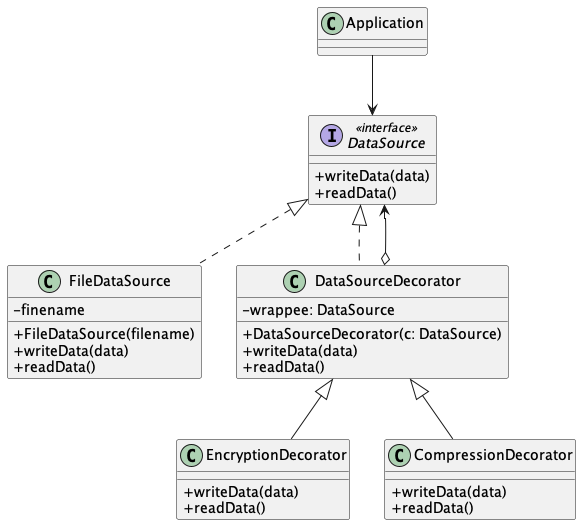 C Application
I «interface»
DataSource
+writeData(data)
+readData()
C FileDataSource
-finename
+FileDataSource(filename)
+writeData(data)
+readData()
C DataSourceDecorator
-wrappee: DataSource
+DataSourceDecorator(c: DataSource)
+writeData(data)
+readData()
C EncryptionDecorator
+writeData(data)
+readData()
C CompressionDecorator
+writeData(data)
+readData()